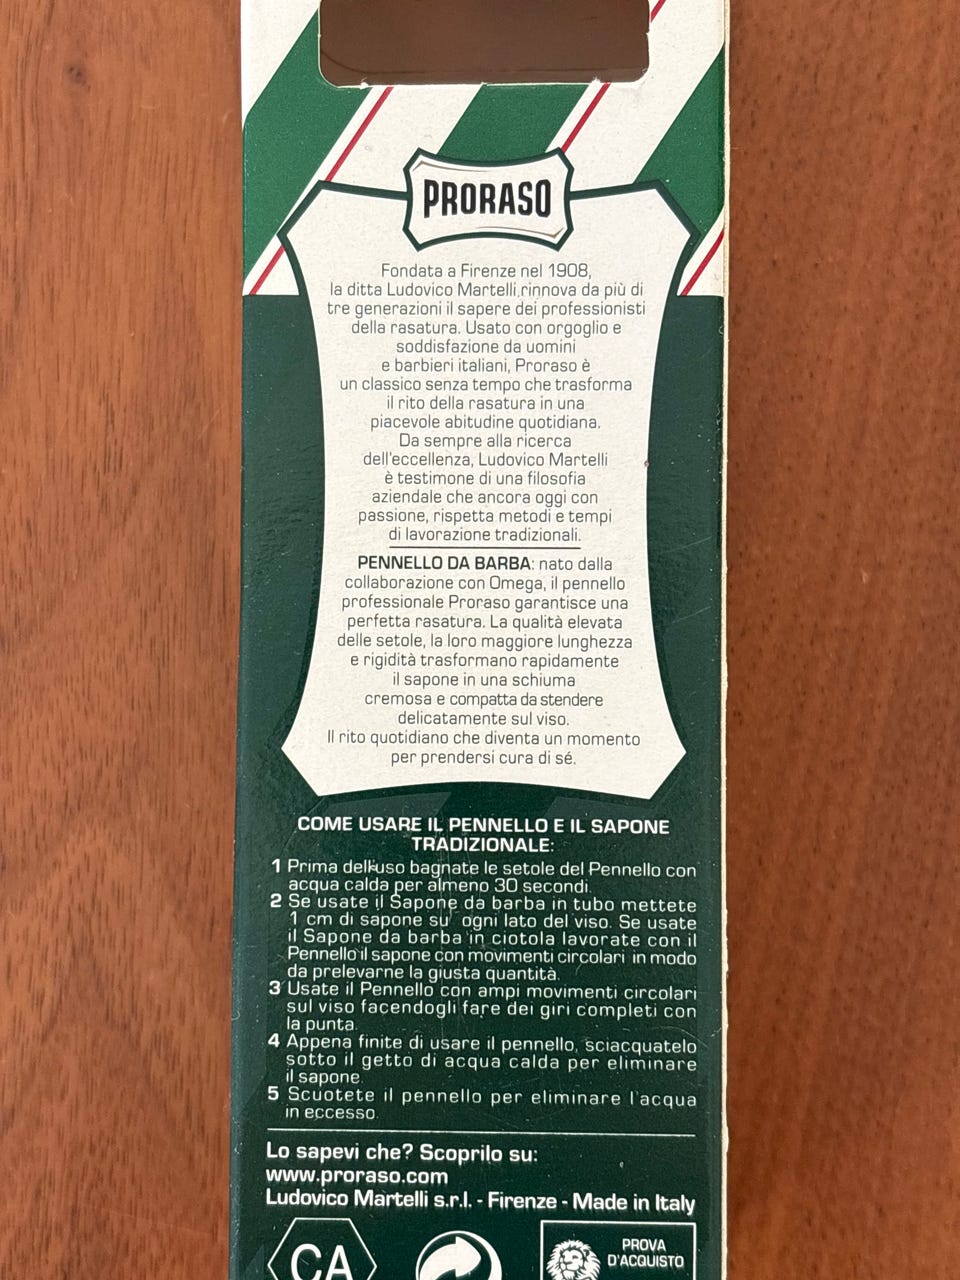 PRORASO
Fondata a Firenze nel 1908,
la ditta Ludovico Martelli,rinnova da più di
tre generazioni il sapere dei professionisti
della rasatura. Usato con orgoglio e
soddisfazione da uomini
e barbieri italiani, Proraso è
un classico senza tempo che trasforma
il rito della rasatura in una
piacevole abitudine quotidiana.
Da sempre alla ricerca
dell'eccellenza, Ludovico Martelli
è testimone di una filosofia
aziendale che ancora oggi con
passione, rispetta metodi e tempi
di lavorazione tradizionali.
PENNELLO DA BARBA: nato dalla
collaborazione con Omega, il pennello
professionale Proraso garantisce una
perfetta rasatura. La qualità elevata
delle setole, la loro maggiore lunghezza
e rigidità trasformano rapidamente
il sapone in una schiuma
cremosa e compatta da stendere
delicatamente sul viso.
Il rito quotidiano che diventa un momento
per prendersi cura di sé.
COME USARE IL PENNELLO E IL SAPONE
TRADIZIONALE:
1 Prima dell'uso bagnate le setole del Pennello con
acqua calda per almeno 30 secondi.
2 Se usate il Sapone da barba in tubo mettete
1 cm di sapone su ogni lato del viso. Se usate
il Sapone da barba in ciotola lavorate con il
Pennello il sapone con movimenti circolari in modo
da prelevarne la giusta quantità.
3 Usate il Pennello con ampi movimenti circolari
sul viso facendogli fare dei giri completi con
la punta.
4 Appena finite di usare il pennello, sciacquatelo
sotto il getto di acqua calda per eliminare
il sapone.
5 Scuotete il pennello per eliminare l'acqua
in eccesso.
Lo sapevi che? Scoprilo su:
www.proraso.com
Ludovico Martelli s.r.l. - Firenze - Made in Italy
CA
PROVA
D'ACQUISTO